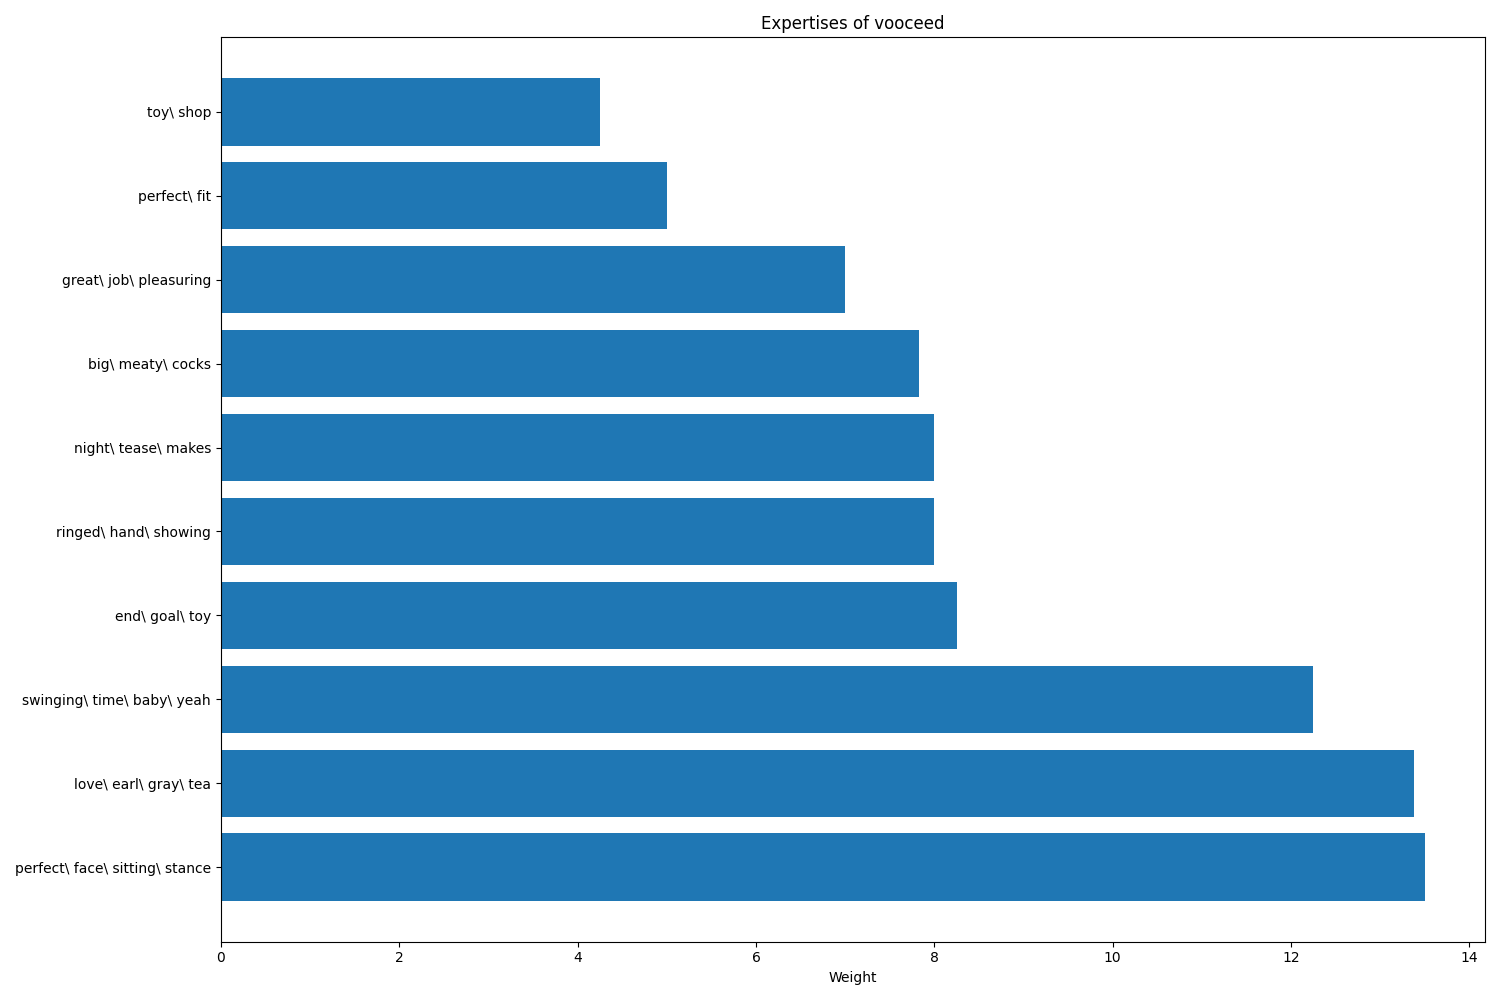 Expertises of vooceed
toy\ shop
perfect\ fit
great\ job\ pleasuring
big\ meaty\ cocks
night\ tease\ makes
ringed\ hand\ showing
end\ goal\ toy
swinging\ time\ baby\ yeah
love\ earl\ gray\ tea
perfect\ face\ sitting\ stance
0 2 4 6 8 10 12 14
Weight